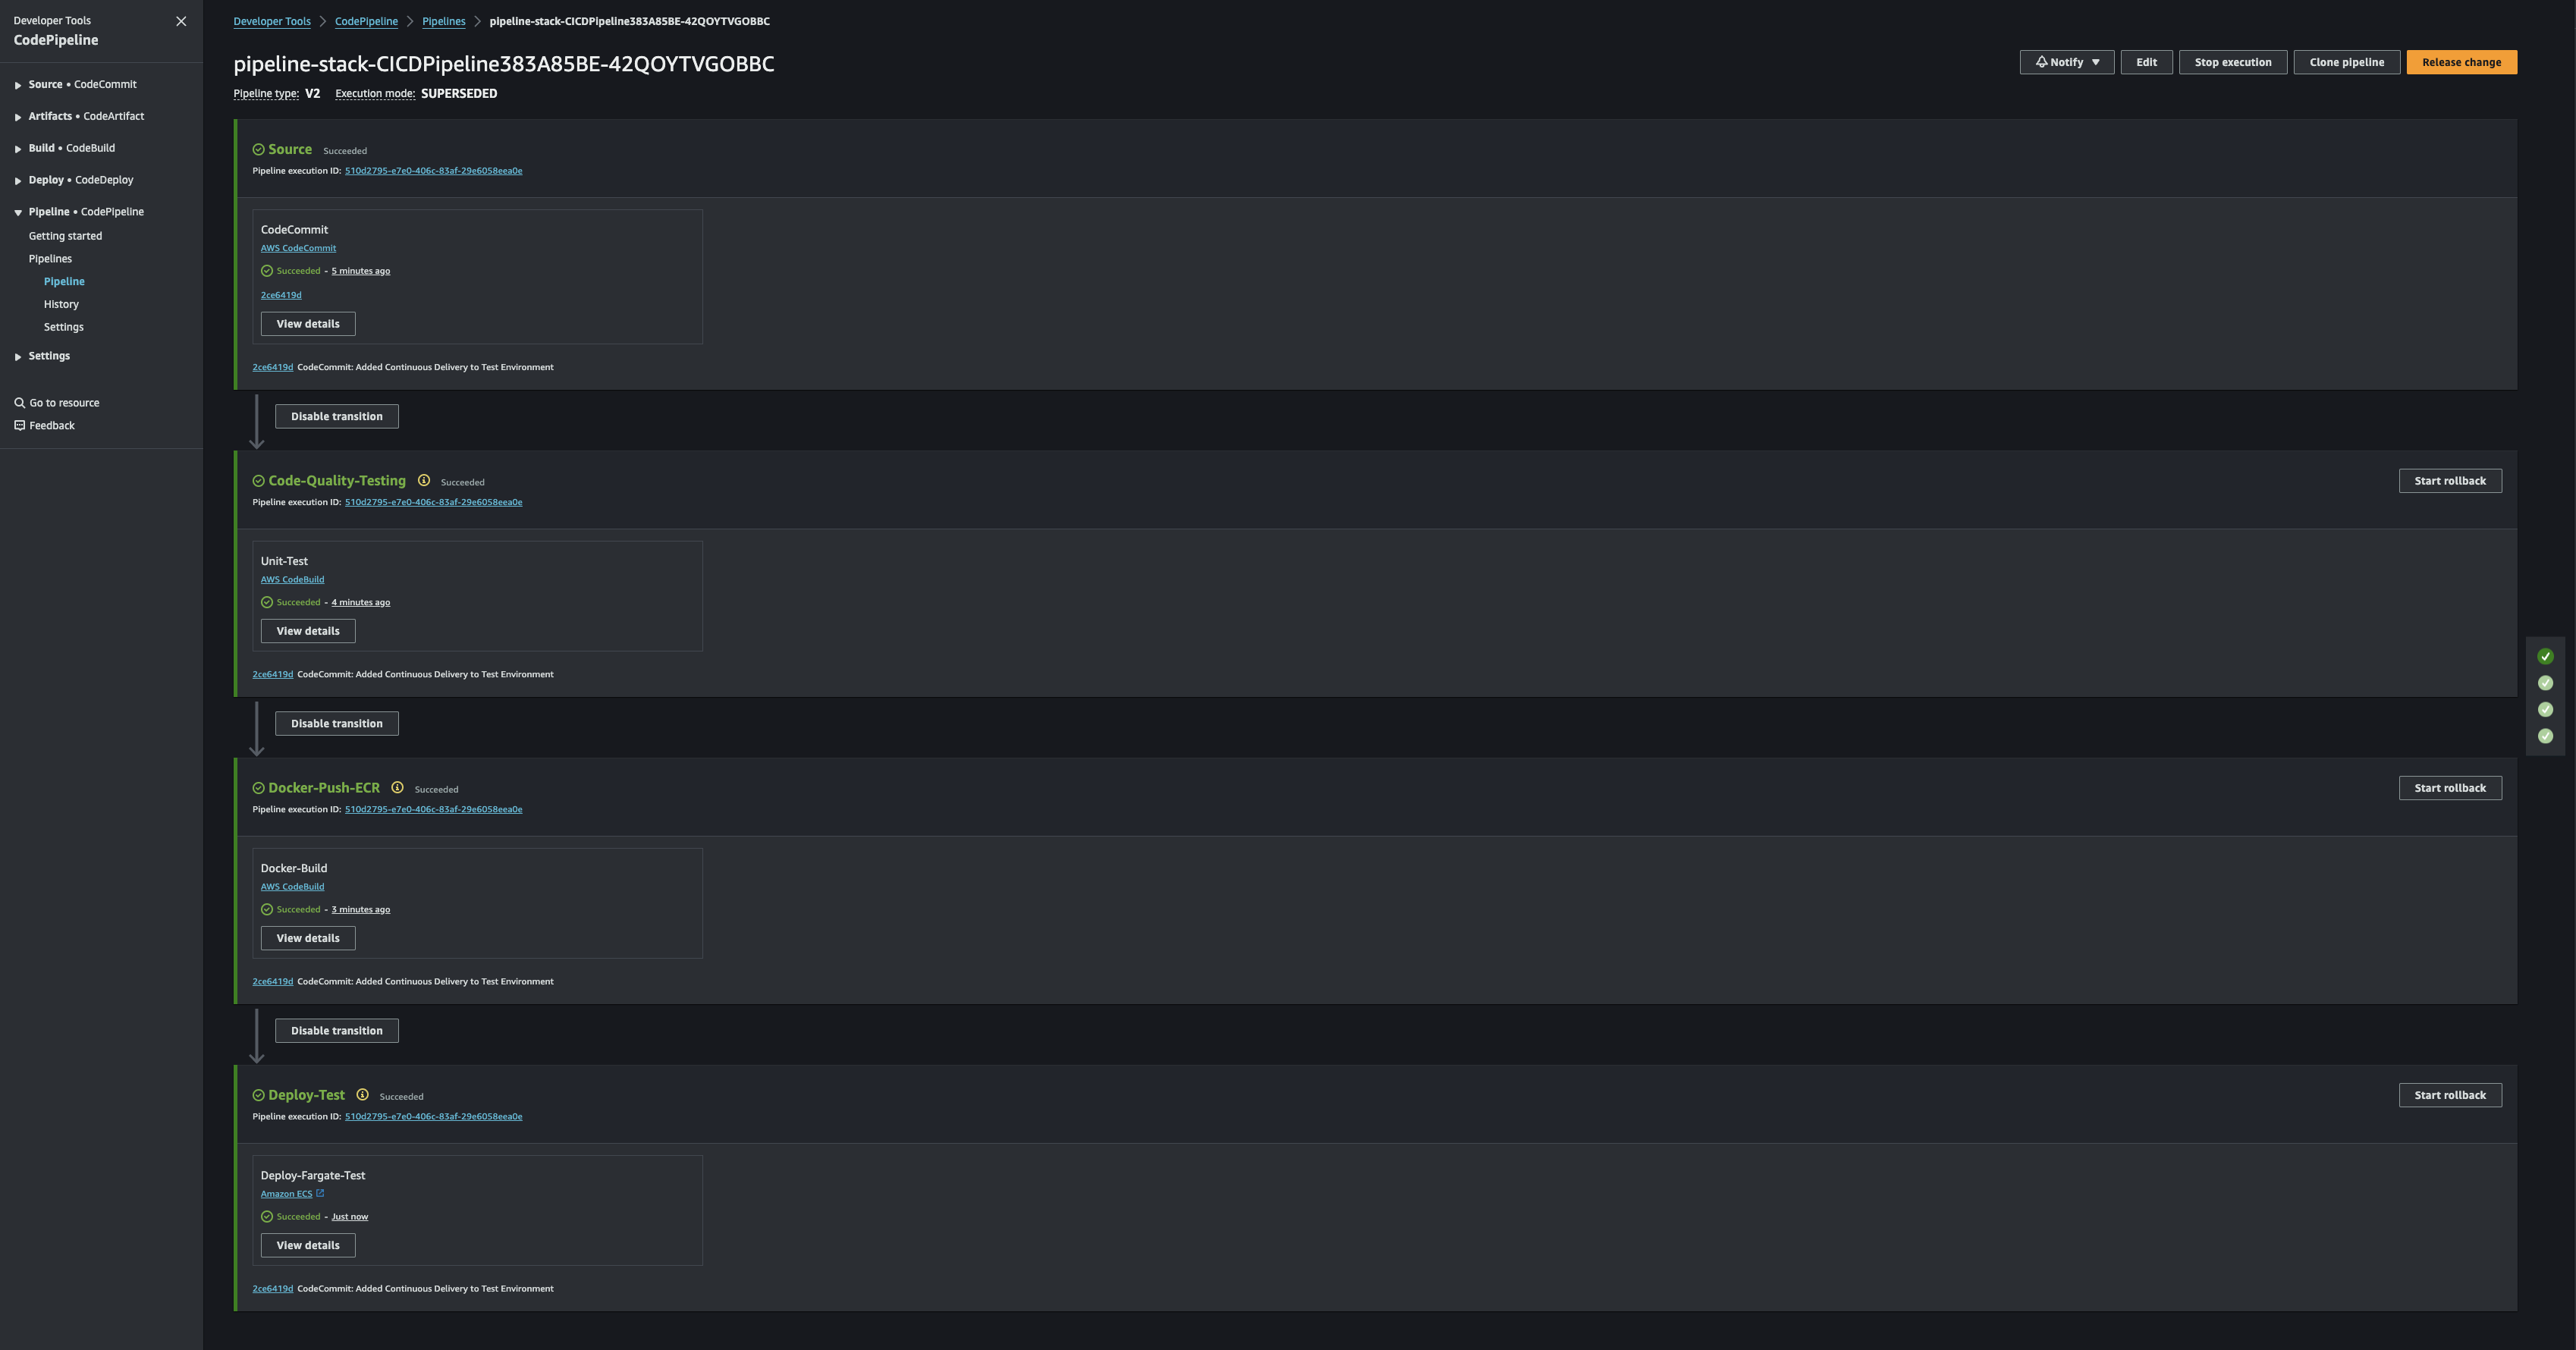 Developer Tools
CodePipeline
Source • CodeCommit
Artifacts • CodeArtifact
Build • CodeBuild
Deploy • CodeDeploy
Pipeline • CodePipeline
Getting started
Pipelines
Pipeline
History
Settings
Settings
Go to resource
Feedback
Developer Tools > CodePipeline > Pipelines > pipeline-stack-CICDPipeline383A85BE-42QOYTVGOBBC
pipeline-stack-CICDPipeline383A85BE-42QOYTVGOBBC
Notify Edit Stop execution Clone pipeline Release change
Pipeline type: V2 Execution mode: SUPERSEDED
Source Succeeded
Pipeline execution ID: 510d2795-e7e0-406c-83af-29e6058eea0e
CodeCommit
AWS CodeCommit
Succeeded - 5 minutes ago
2ce6419d
View details
2ce6419d CodeCommit: Added Continuous Delivery to Test Environment
Disable transition
Code-Quality-Testing Succeeded
Start rollback
Pipeline execution ID: 510d2795-e7e0-406c-83af-29e6058eea0e
Unit-Test
AWS CodeBuild
Succeeded - 4 minutes ago
View details
2ce6419d CodeCommit: Added Continuous Delivery to Test Environment
Disable transition
Docker-Push-ECR Succeeded
Start rollback
Pipeline execution ID: 510d2795-e7e0-406c-83af-29e6058eea0e
Docker-Build
AWS CodeBuild
Succeeded - 3 minutes ago
View details
2ce6419d CodeCommit: Added Continuous Delivery to Test Environment
Disable transition
Deploy-Test Succeeded
Start rollback
Pipeline execution ID: 510d2795-e7e0-406c-83af-29e6058eea0e
Deploy-Fargate-Test
Amazon ECS
Succeeded - Just now
View details
2ce6419d CodeCommit: Added Continuous Delivery to Test Environment